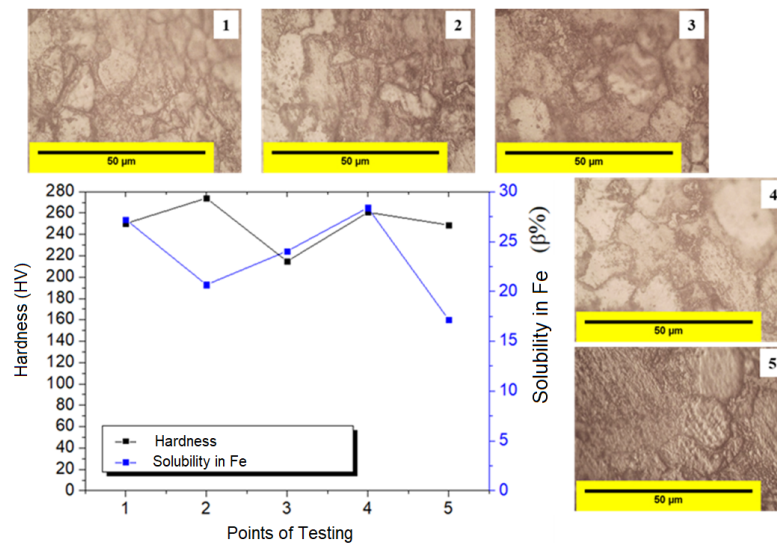 1
2
3
50 µm
50 µm
50 µm
4
50 µm
5
50 µm
280
260
240
220
200
180
160
140
120
100
80
60
40
20
0
Hardness (HV)
30
25
20
15
10
5
0
Solubility in Fe (β%)
Hardness
Solubility in Fe
1 2 3 4 5
Points of Testing